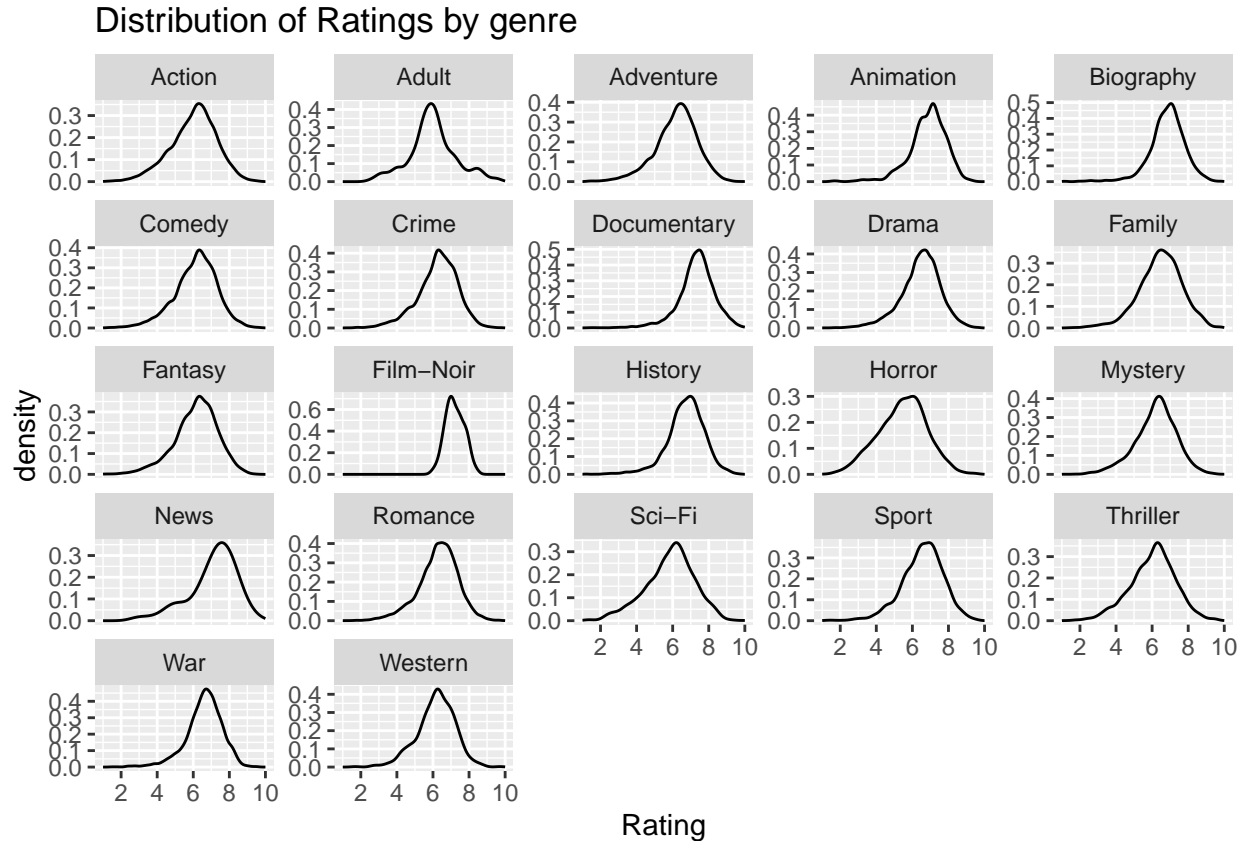 Distribution of Ratings by genre
Action Adult Adventure Animation Biography
0.3 0.2 0.1 0.0 0.4 0.3 0.2 0.1 0.0 0.4 0.3 0.2 0.1 0.0 0.4 0.3 0.2 0.1 0.0 0.5 0.4 0.3 0.2 0.1 0.0
Comedy Crime Documentary Drama Family
0.4 0.3 0.2 0.1 0.0 0.4 0.3 0.2 0.1 0.0 0.5 0.4 0.3 0.2 0.1 0.0 0.4 0.3 0.2 0.1 0.0 0.3 0.2 0.1 0.0
Fantasy Film−Noir History Horror Mystery
0.3 0.2 0.1 0.0 0.6 0.4 0.2 0.0 0.4 0.3 0.2 0.1 0.0 0.3 0.2 0.1 0.0 0.4 0.3 0.2 0.1 0.0
density
News Romance Sci−Fi Sport Thriller
0.3 0.2 0.1 0.0 0.4 0.3 0.2 0.1 0.0 0.3 0.2 0.1 0.0 0.3 0.2 0.1 0.0 0.3 0.2 0.1 0.0
2 4 6 8 10 2 4 6 8 10 2 4 6 8 10
War Western
0.4 0.3 0.2 0.1 0.0 0.4 0.3 0.2 0.1 0.0
2 4 6 8 10 2 4 6 8 10
Rating